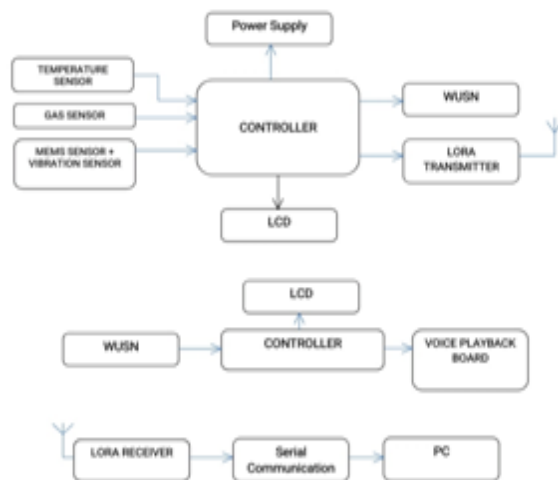 Power Supply
TEMPERATURE
SENSOR
GAS SENSOR
MEMS SENSOR +
VIBRATION SENSOR
CONTROLLER
WUSN
LORA
TRANSMITTER
LCD
LCD
WUSN
CONTROLLER
VOICE PLAYBACK
BOARD
LORA RECEIVER
Serial
Communication
PC